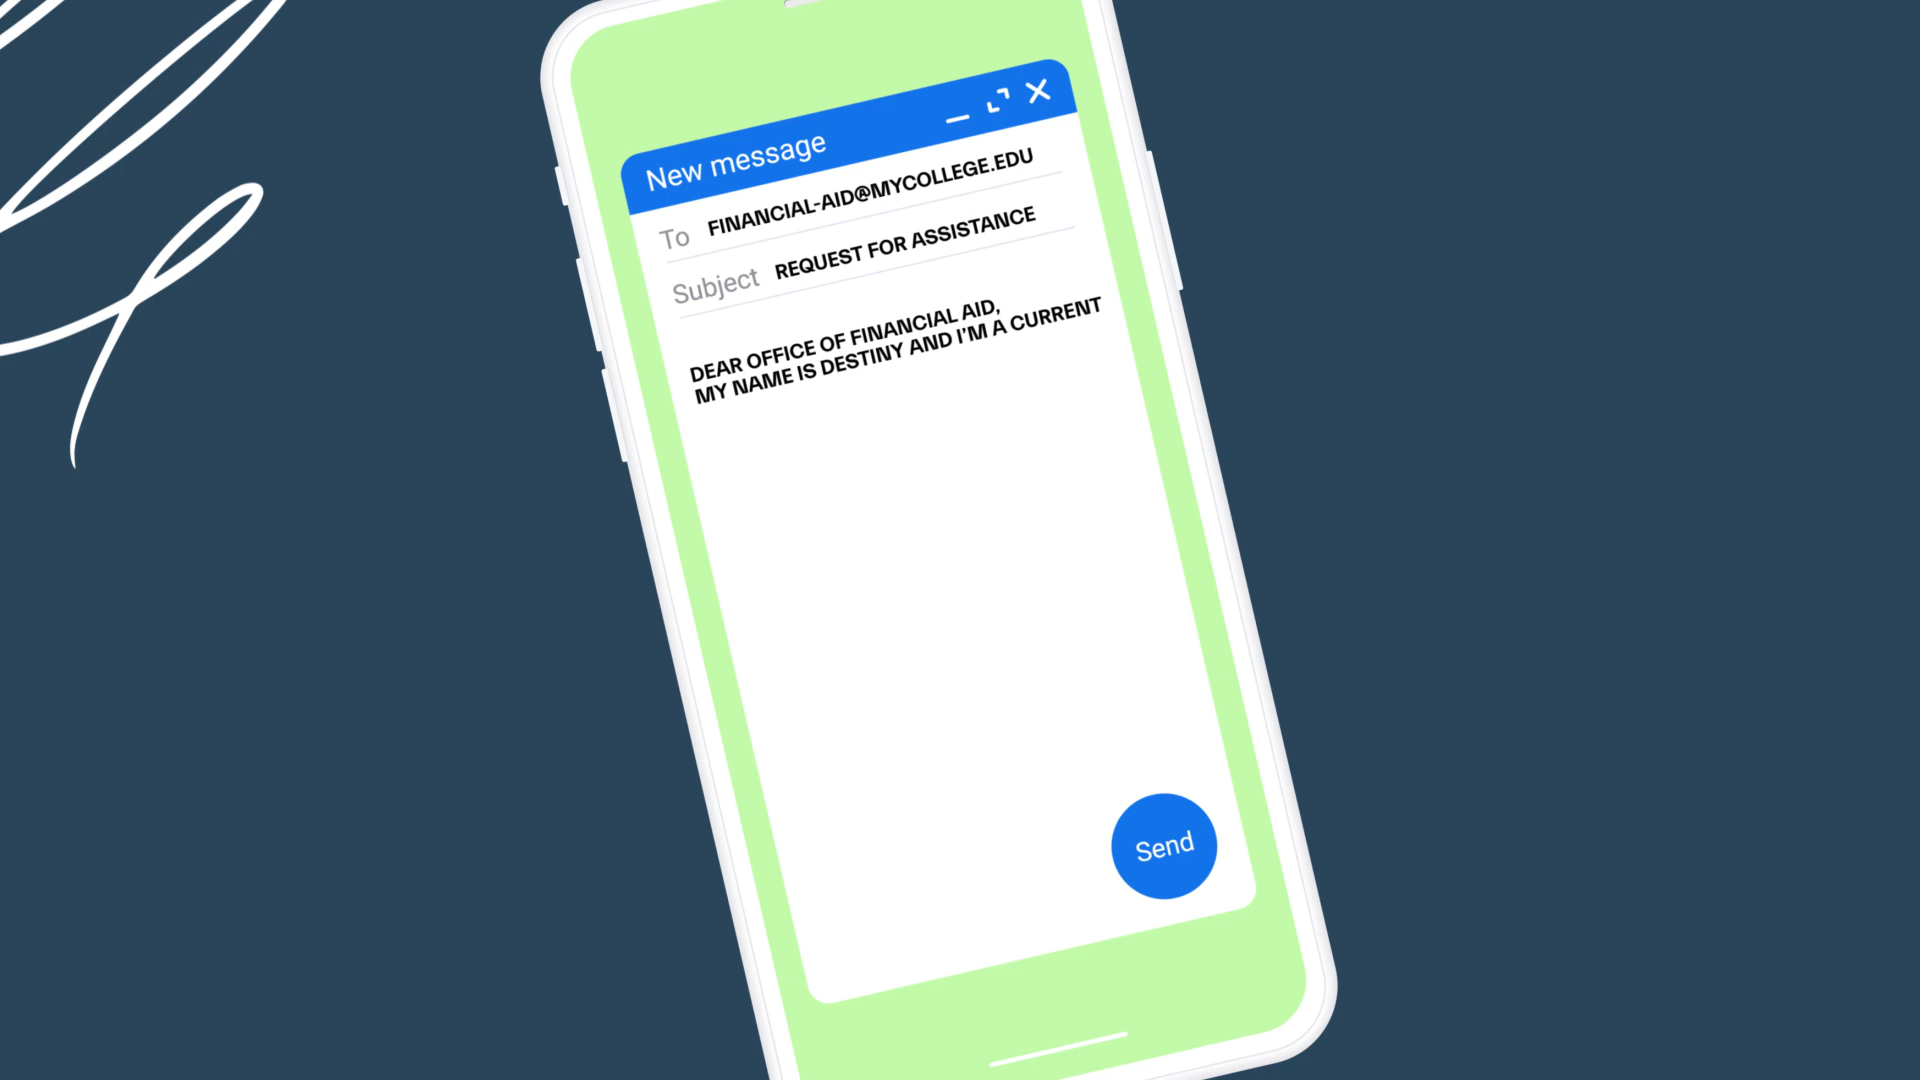 New message
To FINANCIAL-AID@MYCOLLEGE.EDU
Subject REQUEST FOR ASSISTANCE
DEAR OFFICE OF FINANCIAL AID,
MY NAME IS DESTINY AND I'M A CURRENT
Send